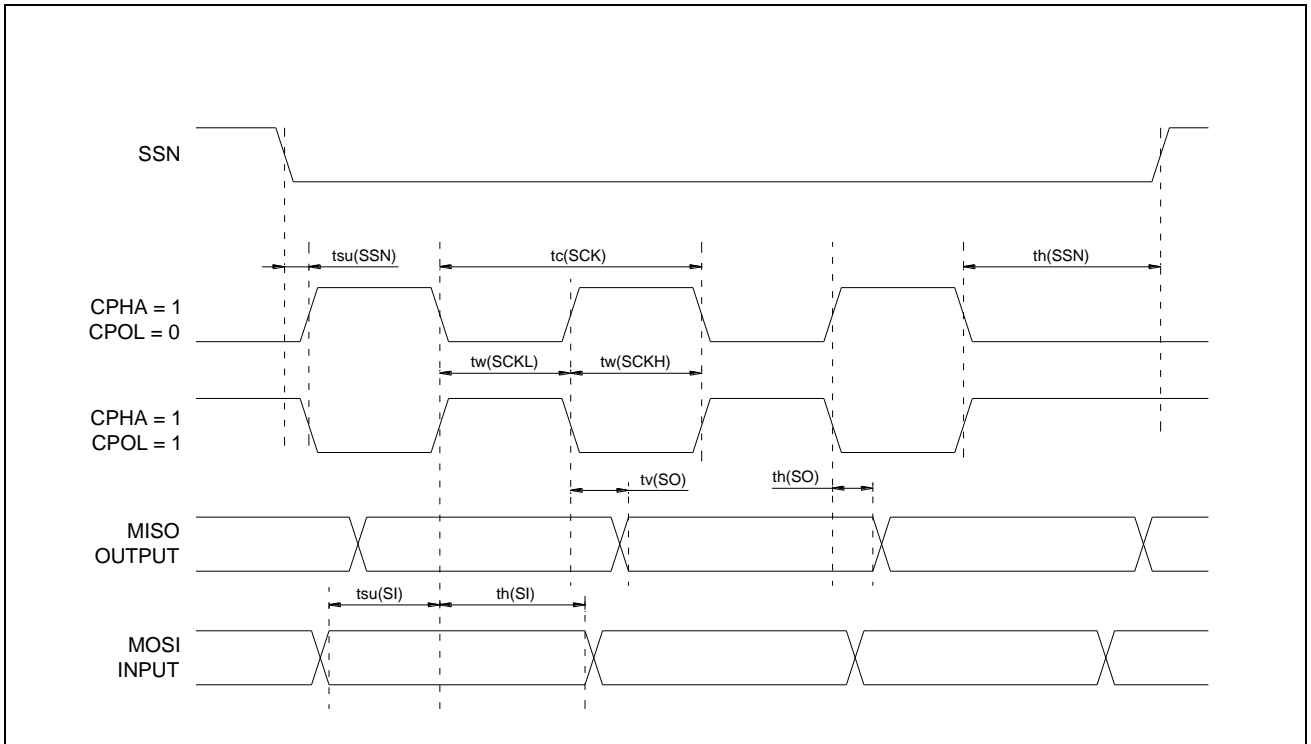 SSN
tsu(SSN)
tc(SCK)
th(SSN)
CPHA = 1
CPOL = 0
tw(SCKL)
tw(SCKH)
CPHA = 1
CPOL = 1
tv(SO)
th(SO)
MISO
OUTPUT
tsu(SI)
th(SI)
MOSI
INPUT